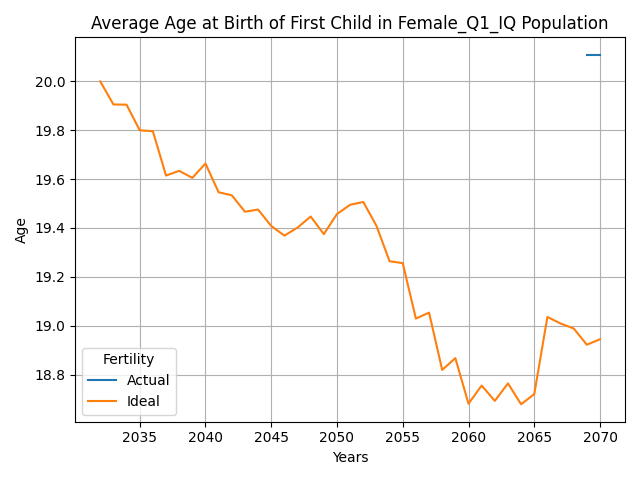 Average Age at Birth of First Child in Female_Q1_IQ Population
Age
20.0
19.8
19.6
19.4
19.2
19.0
18.8
Fertility
Actual
Ideal
2035 2040 2045 2050 2055 2060 2065 2070
Years